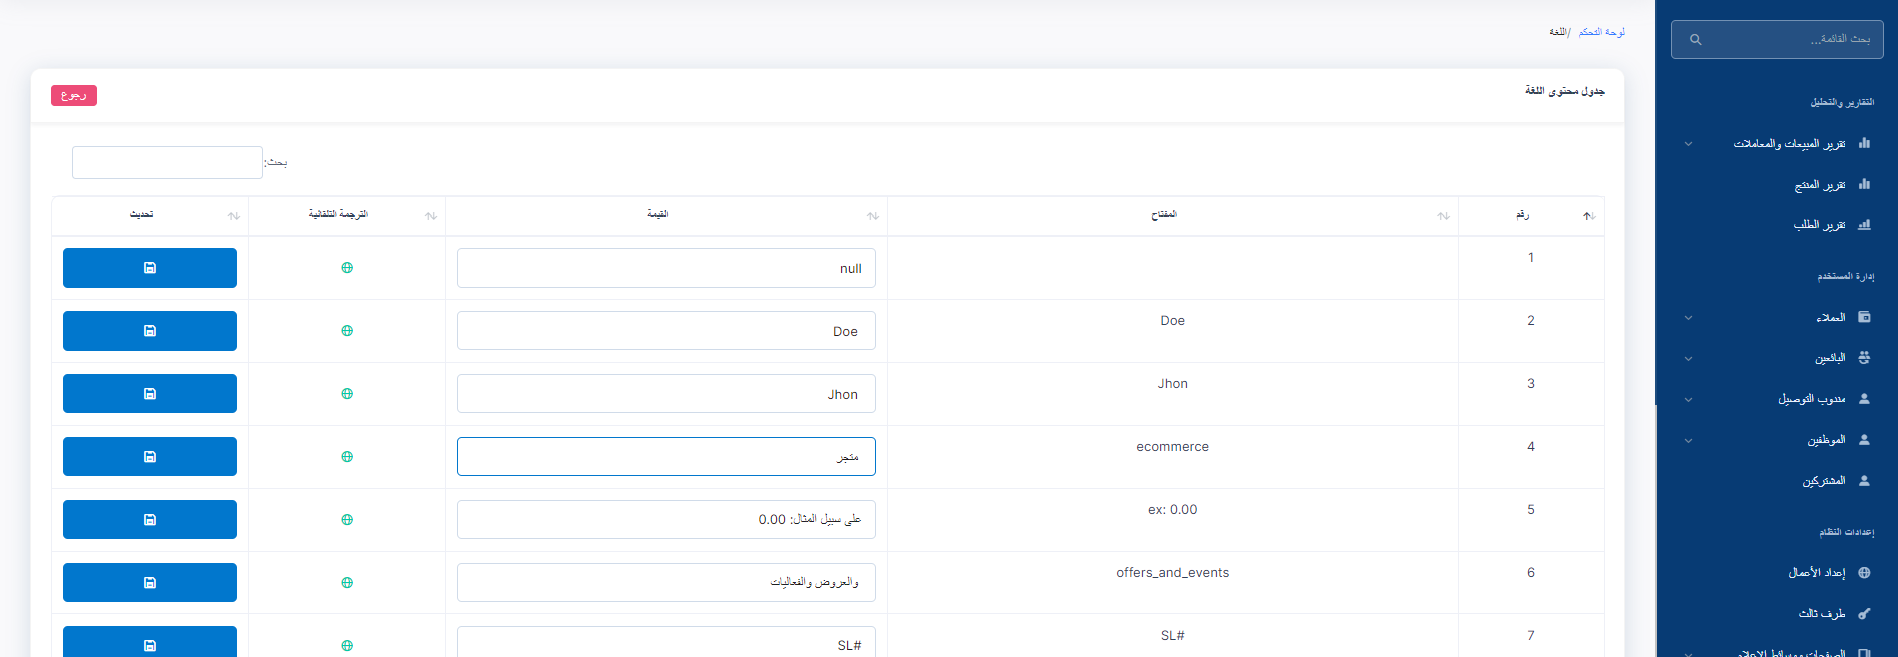 بحث القائمة...
التقارير والتحليل
تقرير المبيعات والمعاملات
تقرير المنتج
تقرير الطلب
إدارة المستخدم
العملاء
البائعين
مندوب التوصيل
الموظفين
المشتركين
إعدادات النظام
إعداد الأعمال
طرف ثالث
الصفحات ووسائط الإعلام
لوحة التحكم /اللغة
جدول محتوى اللغة
رجوع
بحث:
رقم المفتاح القيمة الترجمة التلقائية تحديث
1 null
2 Doe Doe
3 Jhon Jhon
4 ecommerce متجر
5 ex: 0.00 على سبيل المثال: 0.00
6 offers_and_events والعروض والفعاليات
7 SL# SL#